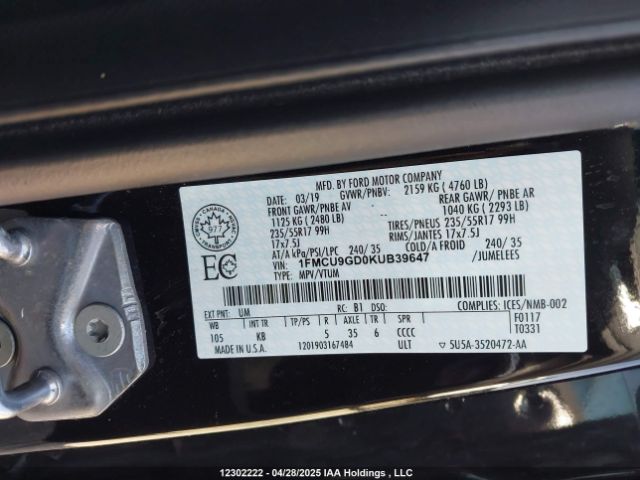 MFD. BY FORD MOTOR COMPANY
DATE: 03/19 GVWR/PNBV: 2159 KG ( 4760 LB)
FRONT GAWR/PNBE AV REAR GAWR/ PNBE AR
1125 KG ( 2480 LB) 1040 KG ( 2293 LB)
235/55R17 99H TIRES/PNEUS 235/55R17 99H
17x7.5J RIMS/JANTES 17x7.5J
AT/A kPa/PSI/LPC 240/ 35 COLD/A FROID 240/ 35
VIN: 1FMCU9GD0KUB39647 /JUMELEES
TYPE: MPV/VTUM
CANADA
977
EC
EXT PNT: UM RC: B1 DSO: COMPLIES: ICES/NMB-002
WB INT TR TP/PS R AXLE TR SPR F0117
105 KB 5 35 6 CCCC T0331
MADE IN U.S.A. 1201903167484 ULT 5U5A-3520472-AA
12302222 - 04/28/2025 IAA Holdings , LLC